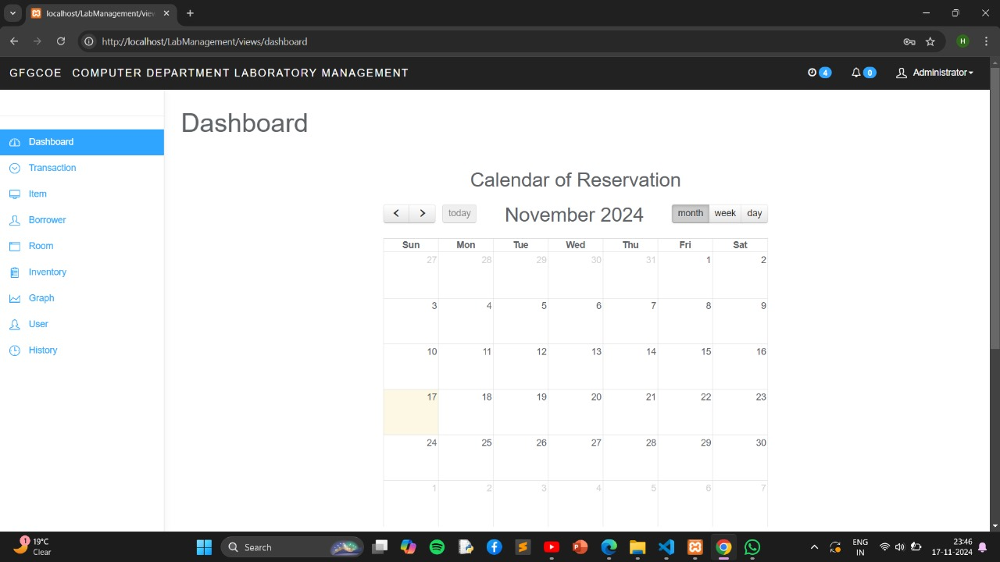 localhost/LabManagement/view
http://localhost/LabManagement/views/dashboard
H
GFGCOE COMPUTER DEPARTMENT LABORATORY MANAGEMENT
4
0
Administrator
Dashboard
Dashboard
Transaction
Item
Borrower
Room
Inventory
Graph
User
History
Calendar of Reservation
today
November 2024
month week day
Sun Mon Tue Wed Thu Fri Sat
27 28 29 30 31 1 2
3 4 5 6 7 8 9
10 11 12 13 14 15 16
17 18 19 20 21 22 23
24 25 26 27 28 29 30
1 2 3 4 5 6 7
1
19°C
Clear
Search
ENG
IN
23:46
17-11-2024